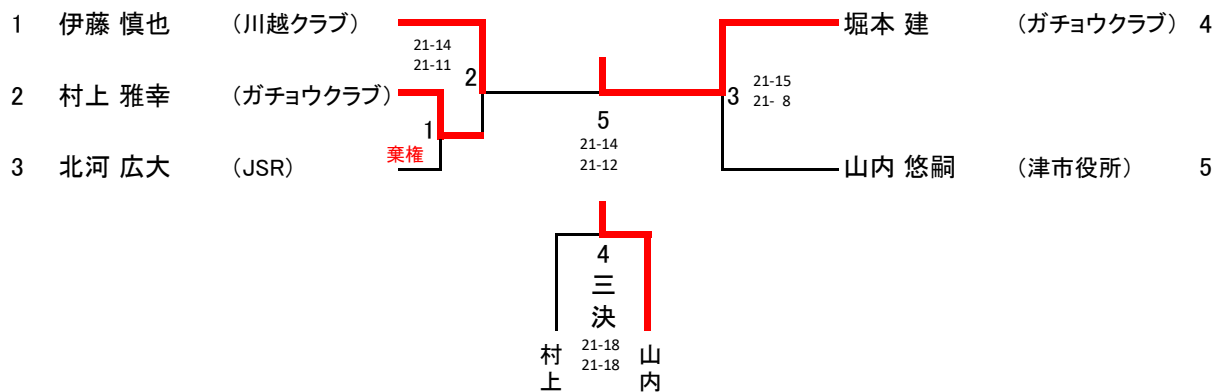 1 伊藤 慎也 (川越クラブ)
21-14
21-11
2
2 村上 雅幸 (ガチョウクラブ)
1
棄権
3 北河 広大 (JSR)
5
21-14
21-12
堀本 建 (ガチョウクラブ) 4
3
21-15
21- 8
山内 悠嗣 (津市役所) 5
4
三
決
21-18
21-18
村上
山内